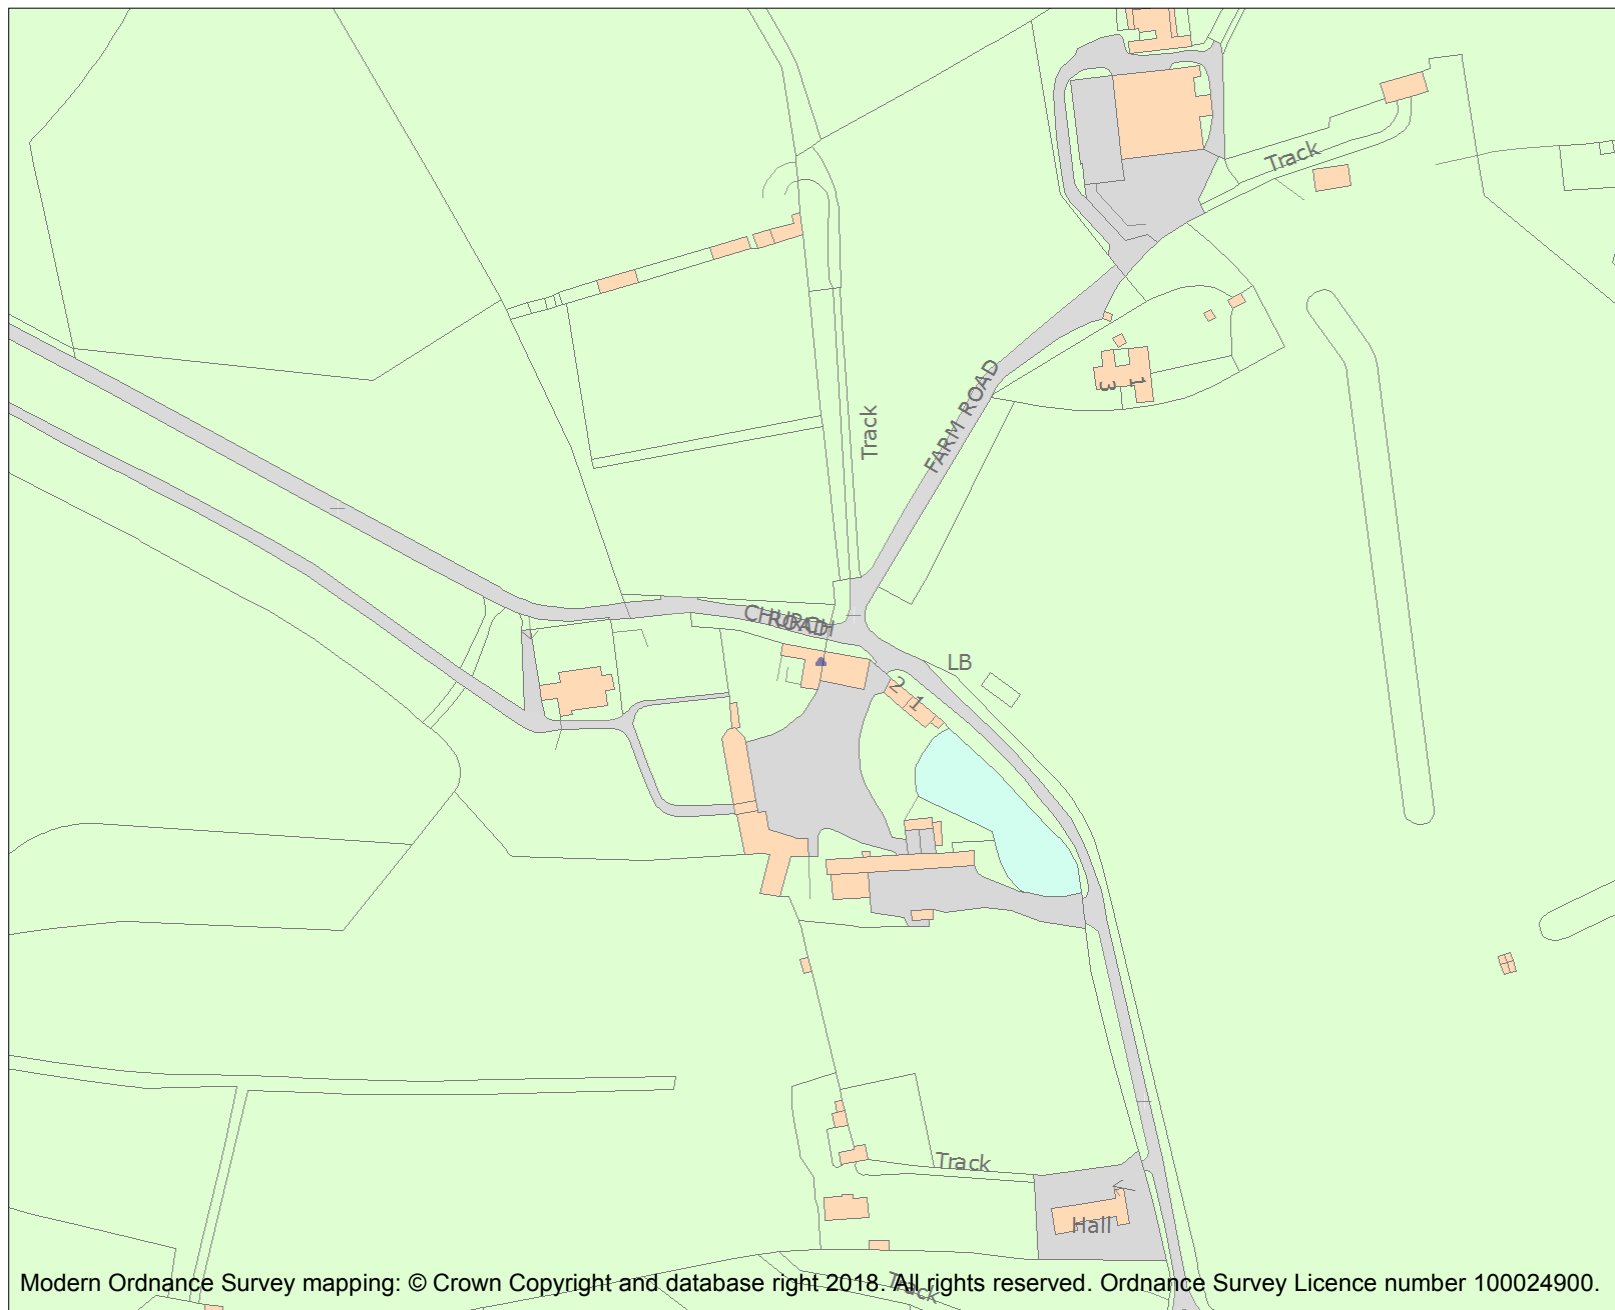 Track
1
3
FARM ROAD
Track
CHURCH
ROAD
LB
2
1
Track
Hall
Track
Modern Ordnance Survey mapping: © Crown Copyright and database right 2018. All rights reserved. Ordnance Survey Licence number 100024900.